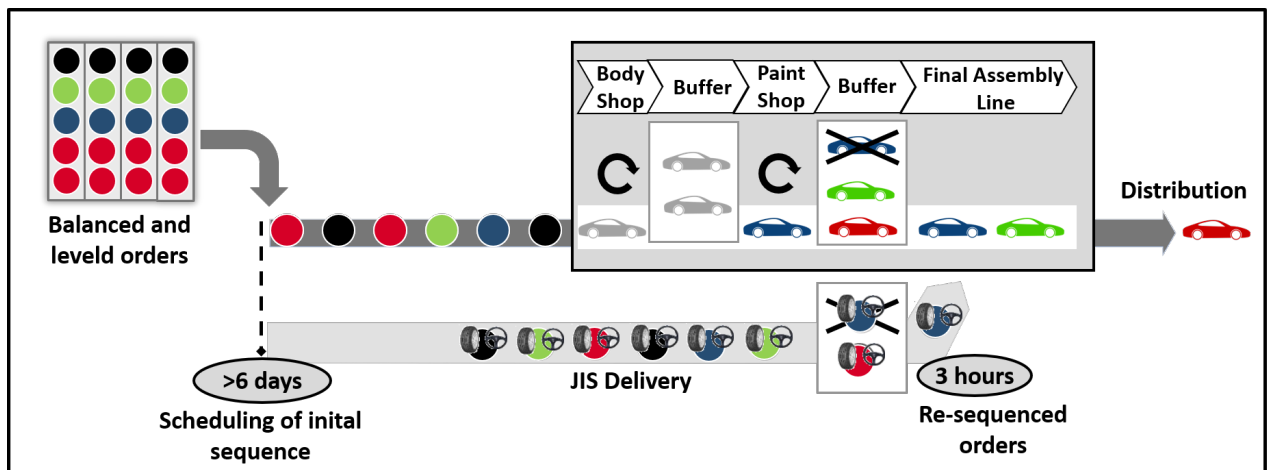 Body
Shop
Buffer
Paint
Shop
Buffer
Final Assembly
Line
Balanced and
leveld orders
Distribution
>6 days
Scheduling of inital
sequence
JIS Delivery
3 hours
Re-sequenced
orders